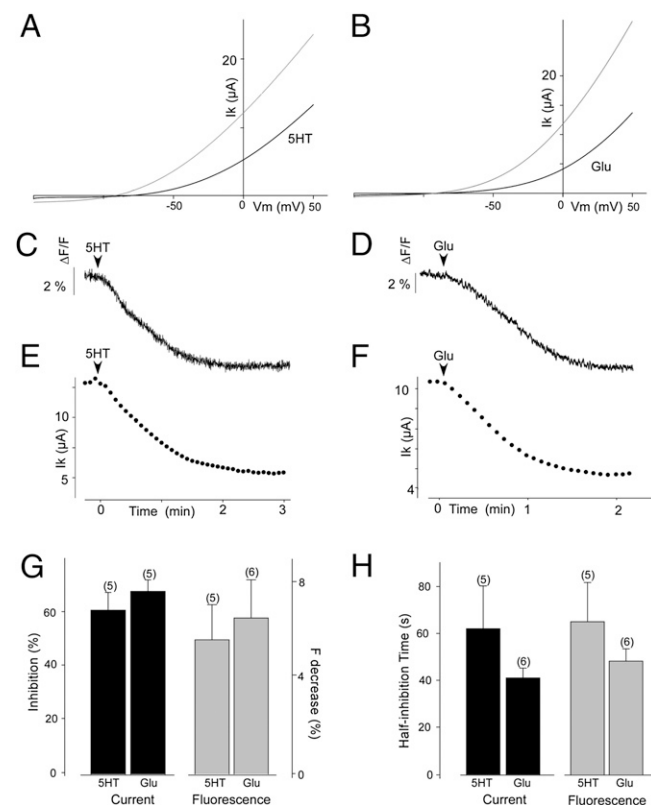 A
20
Ik (µA)
5HT
-50
Vm (mV)
50
B
20
Ik (µA)
Glu
-50
0
Vm (mV)
50
C
5HT
ΔF/F
2 %
D
Glu
ΔF/F
2 %
E
5HT
10
Ik (µA)
5
0
Time (min)
2
3
F
Glu
10
Ik (µA)
4
0
Time (min)
1
2
G
Inhibition (%)
60
40
20
0
(5)
(5)
(5)
(6)
8
4
0
F decrease (%)
5HT
Glu
5HT
Glu
Current
Fluorescence
H
Half-inhibition Time (s)
80
60
40
20
0
(5)
(6)
(5)
(6)
5HT
Glu
5HT
Glu
Current
Fluorescence